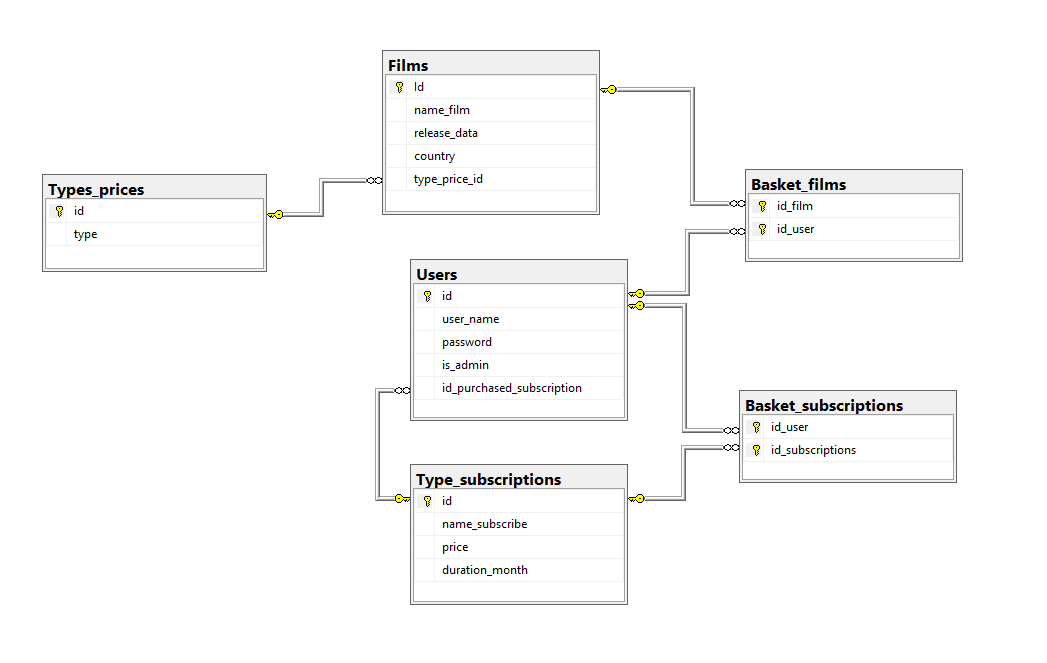 Films
Id
name_film
release_data
country
type_price_id
Types_prices
id
type
Basket_films
id_film
id_user
Users
id
user_name
password
is_admin
id_purchased_subscription
Basket_subscriptions
id_user
id_subscriptions
Type_subscriptions
id
name_subscribe
price
duration_month